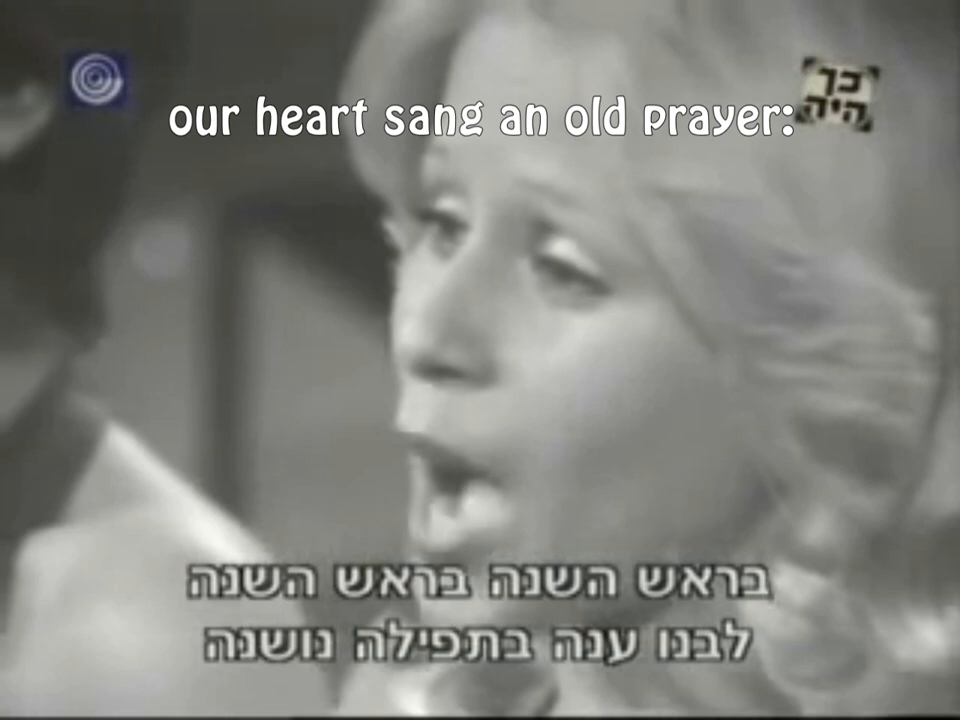 כך
היה
our heart sang an old prayer:
בראש השנה בראש השנה
לבנו ענה בתפילה נושנה